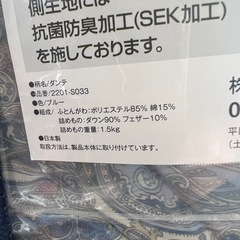 側生地には
抗菌防臭加工(SEK加工)
を施しております。
●柄名/ダンテ
●品番/2201-S033
●色/ブルー
●組成/ ふとんがわ:ポリエステル85% 綿15%
詰めもの:ダウン90% フェザー10%
詰めもの重量:1.5kg
●日本製
取扱方法は、製品本体に取り付けています。
株
0
平
(土